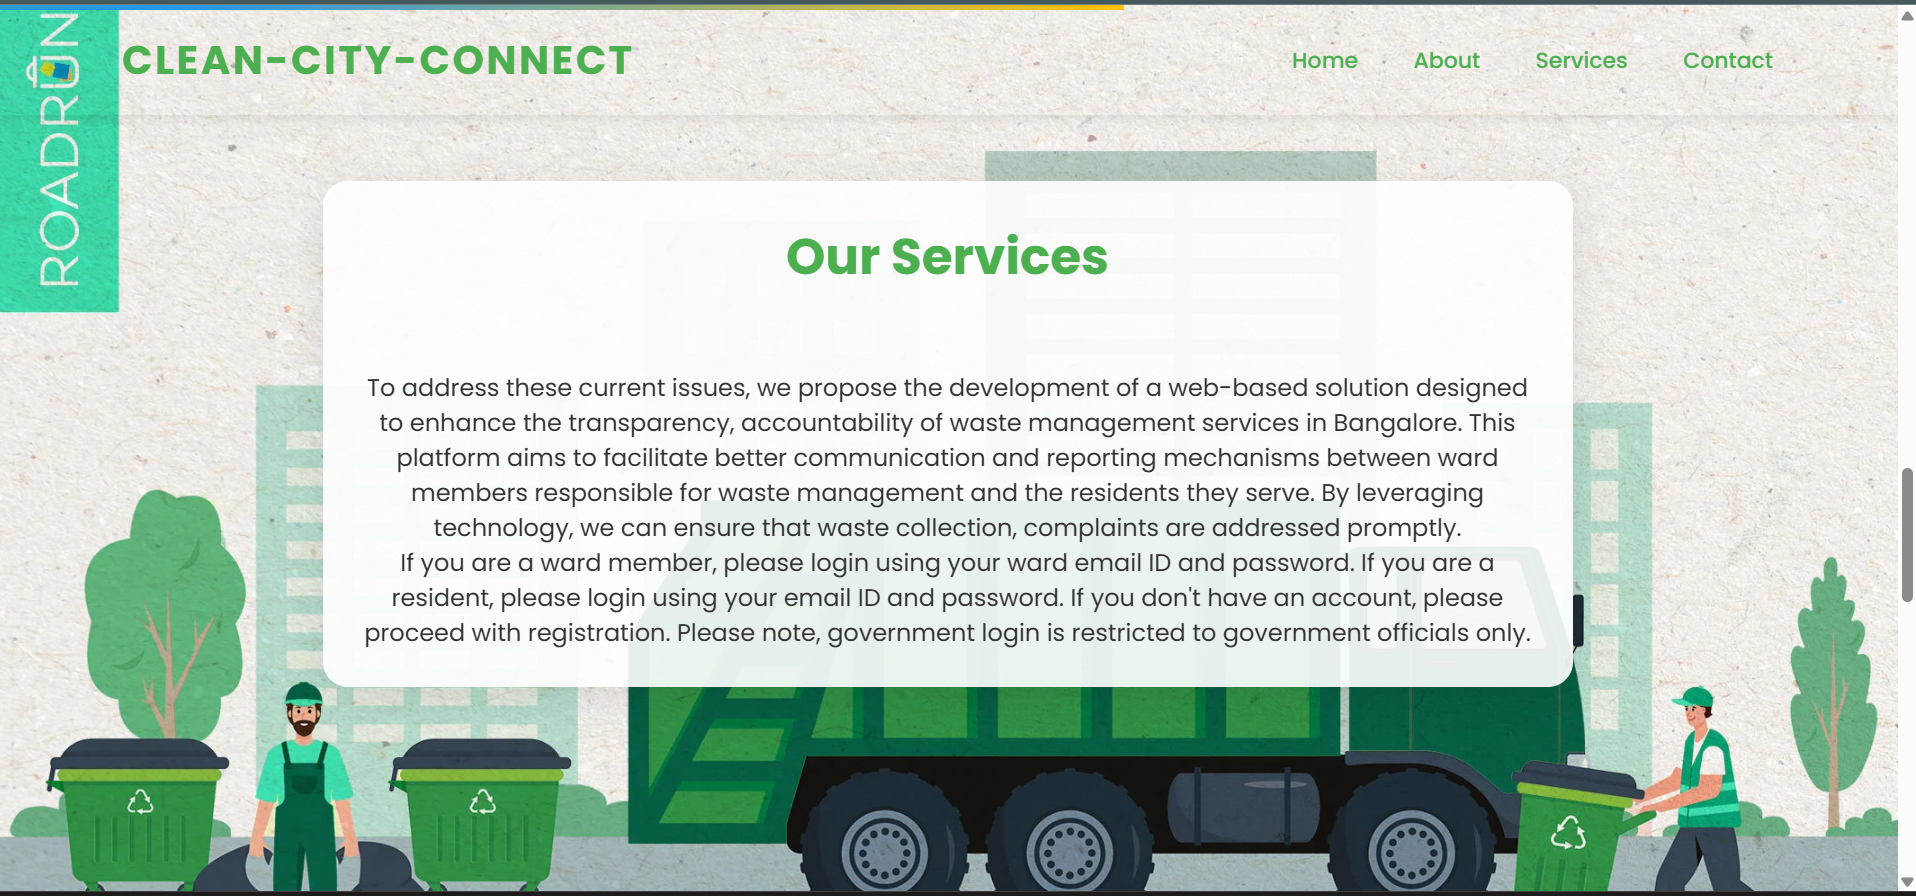 ROADRUN
CLEAN-CITY-CONNECT
Home
About
Services
Contact
Our Services
To address these current issues, we propose the development of a web-based solution designed
to enhance the transparency, accountability of waste management services in Bangalore. This
platform aims to facilitate better communication and reporting mechanisms between ward
members responsible for waste management and the residents they serve. By leveraging
technology, we can ensure that waste collection, complaints are addressed promptly.
If you are a ward member, please login using your ward email ID and password. If you are a
resident, please login using your email ID and password. If you don't have an account, please
proceed with registration. Please note, government login is restricted to government officials only.